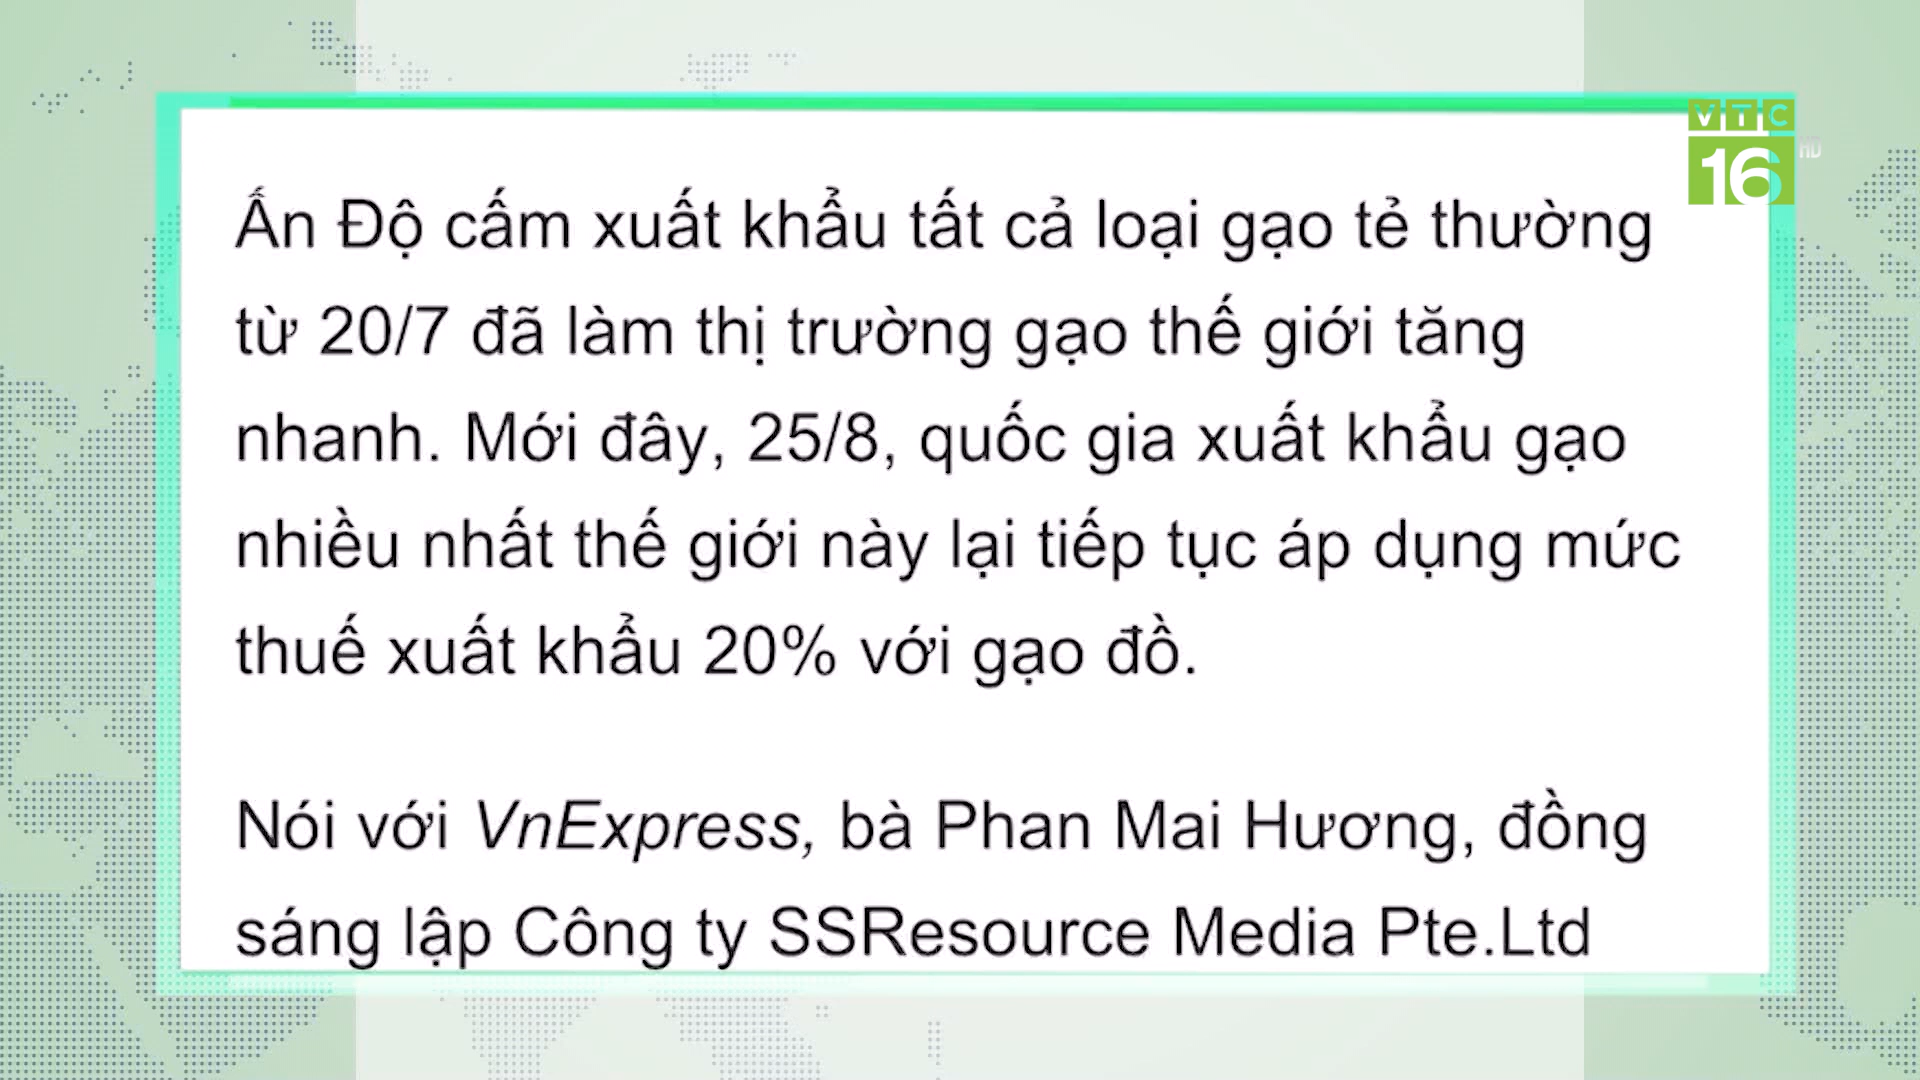 VTC
16
HD
Ấn Độ cấm xuất khẩu tất cả loại gạo tẻ thường
từ 20/7 đã làm thị trường gạo thế giới tăng
nhanh. Mới đây, 25/8, quốc gia xuất khẩu gạo
nhiều nhất thế giới này lại tiếp tục áp dụng mức
thuế xuất khẩu 20% với gạo đồ.
Nói với VnExpress, bà Phan Mai Hương, đồng
sáng lập Công ty SSResource Media Pte.Ltd